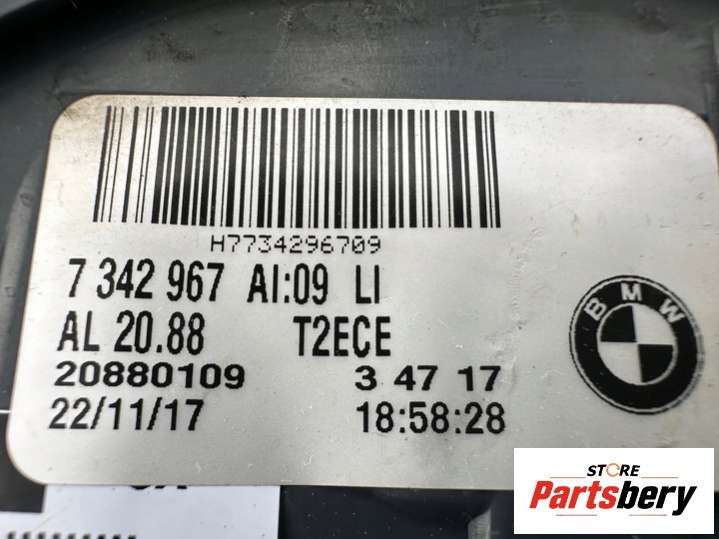 H7734296709
7 342 967 AI:09 LI
AL 20.88 T2ECE
20880109 3 47 17
22/11/17 18:58:28
BMW
STORE
Partsbery